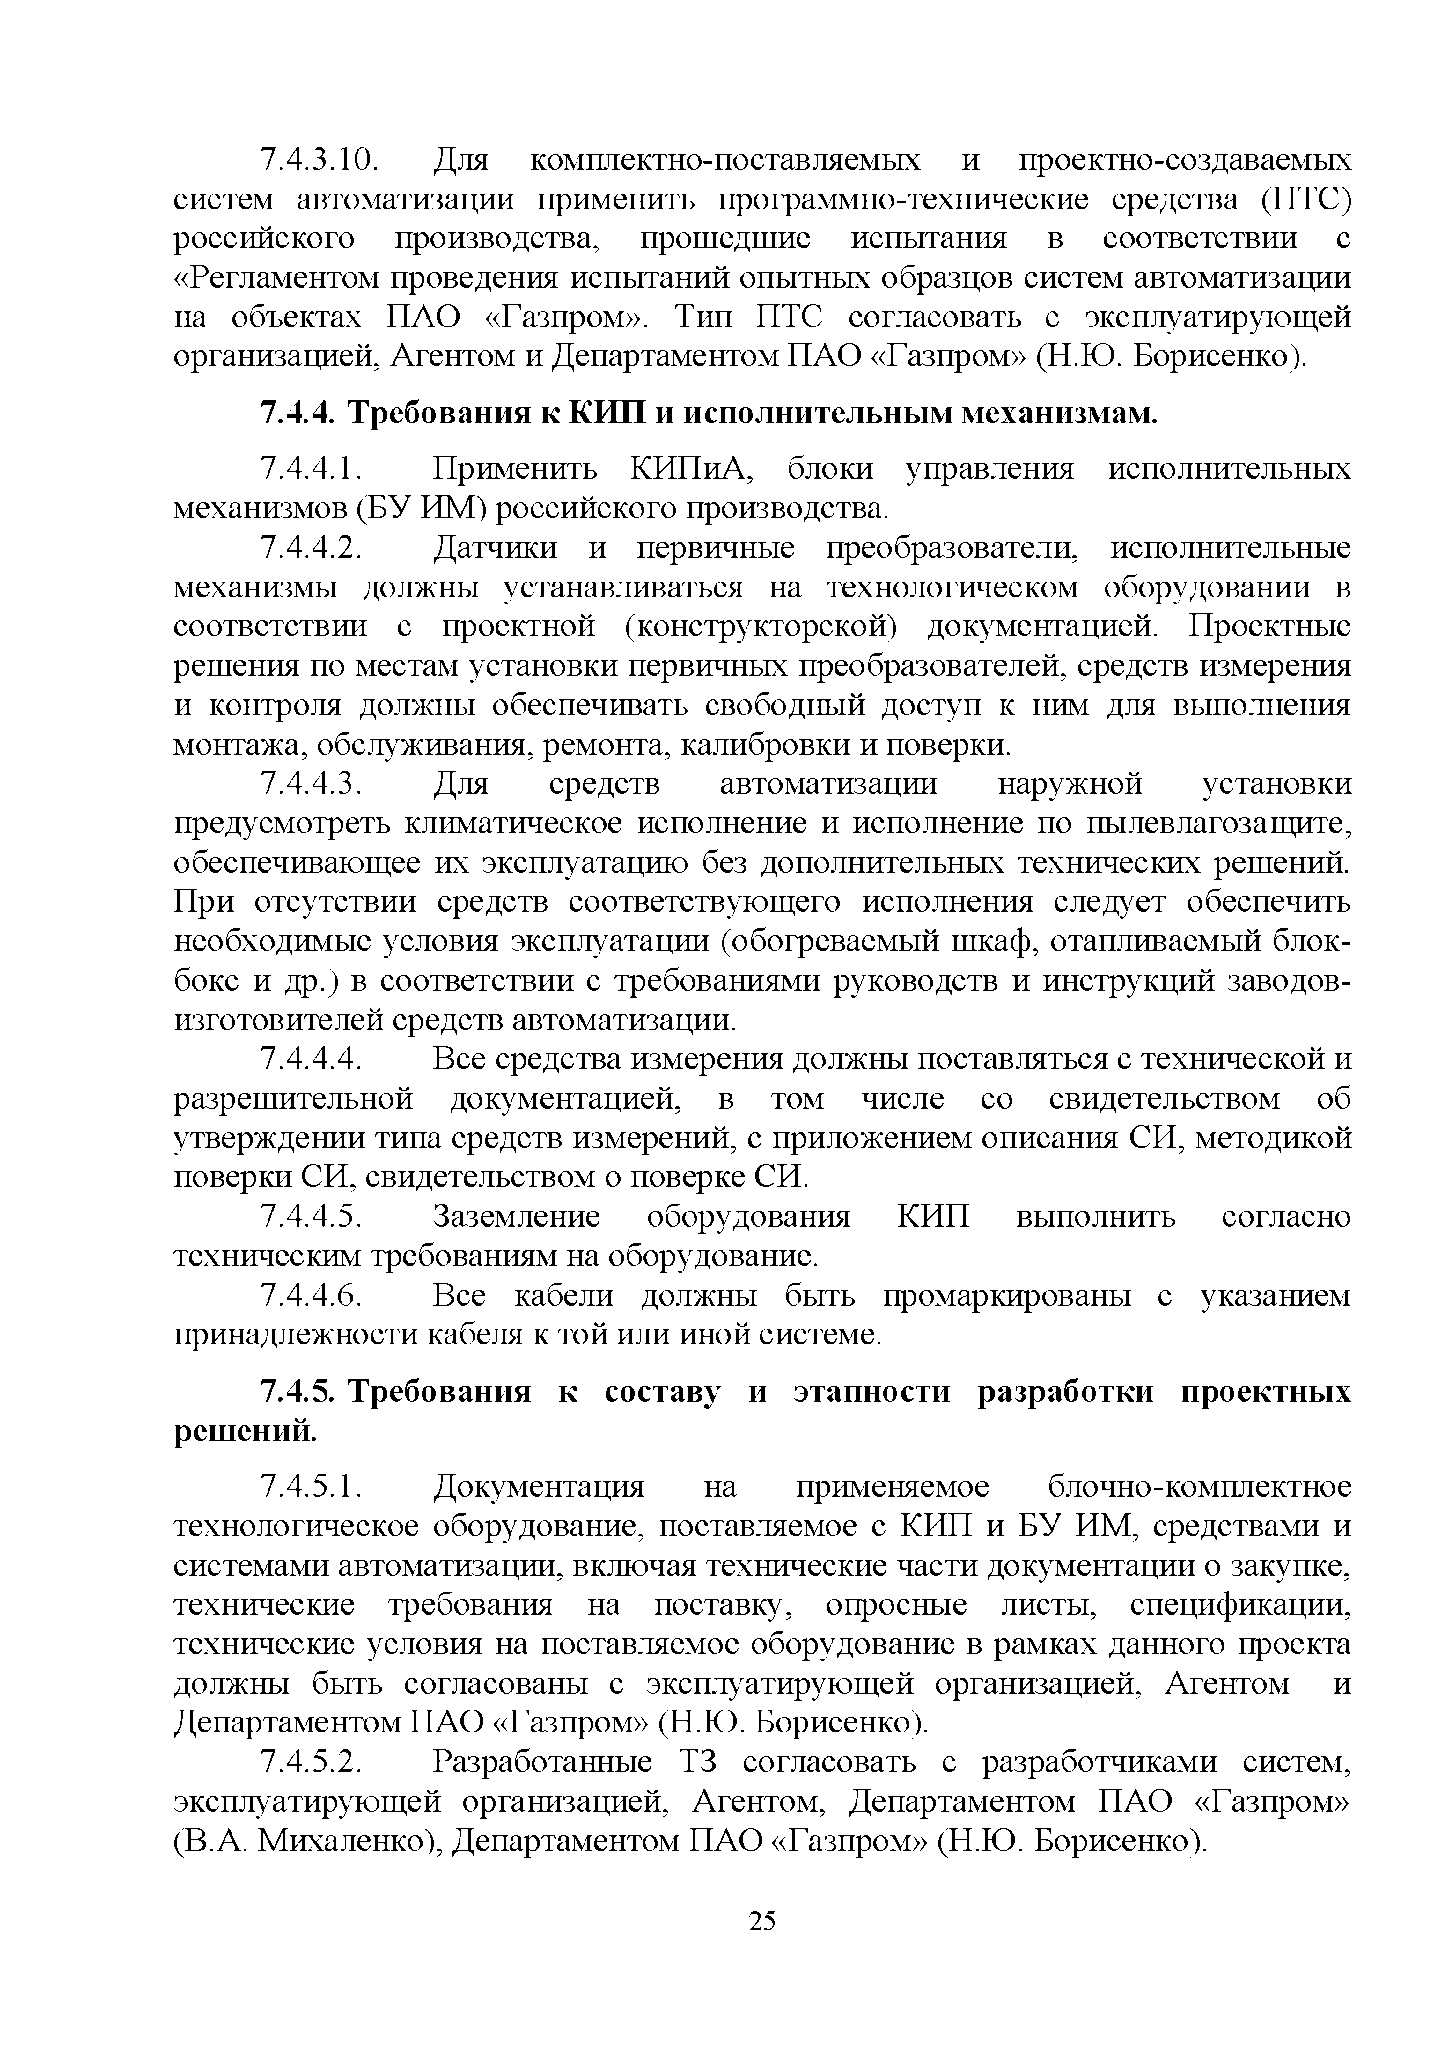 7.4.3.10. Для комплектно-поставляемых и проектно-создаваемых
систем автоматизации применить программно-технические средства (ПТС)
российского производства, прошедшие испытания в соответствии с
«Регламентом проведения испытаний опытных образцов систем автоматизации
на объектах ПАО «Газпром». Тип ПТС согласовать с эксплуатирующей
организацией, Агентом и Департаментом ПАО «Газпром» (Н.Ю. Борисенко).
7.4.4. Требования к КИП и исполнительным механизмам.
7.4.4.1. Применить КИПиА, блоки управления исполнительных
механизмов (БУ ИМ) российского производства.
7.4.4.2. Датчики и первичные преобразователи, исполнительные
механизмы должны устанавливаться на технологическом оборудовании в
соответствии с проектной (конструкторской) документацией. Проектные
решения по местам установки первичных преобразователей, средств измерения
и контроля должны обеспечивать свободный доступ к ним для выполнения
монтажа, обслуживания, ремонта, калибровки и поверки.
7.4.4.3. Для средств автоматизации наружной установки
предусмотреть климатическое исполнение и исполнение по пылевлагозащите,
обеспечивающее их эксплуатацию без дополнительных технических решений.
При отсутствии средств соответствующего исполнения следует обеспечить
необходимые условия эксплуатации (обогреваемый шкаф, отапливаемый блок-
бокс и др.) в соответствии с требованиями руководств и инструкций заводов-
изготовителей средств автоматизации.
7.4.4.4. Все средства измерения должны поставляться с технической и
разрешительной документацией, в том числе со свидетельством об
утверждении типа средств измерений, с приложением описания СИ, методикой
поверки СИ, свидетельством о поверке СИ.
7.4.4.5. Заземление оборудования КИП выполнить согласно
техническим требованиям на оборудование.
7.4.4.6. Все кабели должны быть промаркированы с указанием
принадлежности кабеля к той или иной системе.
7.4.5. Требования к составу и этапности разработки проектных
решений.
7.4.5.1. Документация на применяемое блочно-комплектное
технологическое оборудование, поставляемое с КИП и БУ ИМ, средствами и
системами автоматизации, включая технические части документации о закупке,
технические требования на поставку, опросные листы, спецификации,
технические условия на поставляемое оборудование в рамках данного проекта
должны быть согласованы с эксплуатирующей организацией, Агентом и
Департаментом ПАО «Газпром» (Н.Ю. Борисенко).
7.4.5.2. Разработанные ТЗ согласовать с разработчиками систем,
эксплуатирующей организацией, Агентом, Департаментом ПАО «Газпром»
(В.А. Михаленко), Департаментом ПАО «Газпром» (Н.Ю. Борисенко).
25